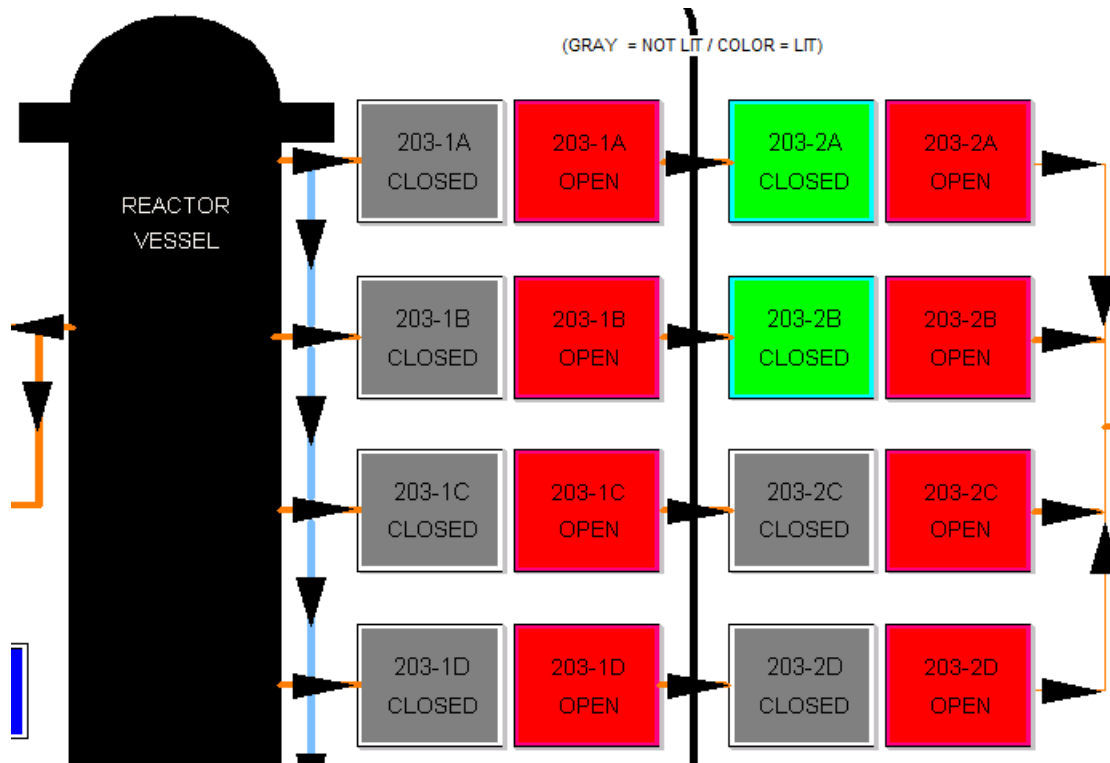 (GRAY = NOT LIT / COLOR = LIT)
REACTOR
VESSEL
203-1A
CLOSED
203-1A
OPEN
203-2A
CLOSED
203-2A
OPEN
203-1B
CLOSED
203-1B
OPEN
203-2B
CLOSED
203-2B
OPEN
203-1C
CLOSED
203-1C
OPEN
203-2C
CLOSED
203-2C
OPEN
203-1D
CLOSED
203-1D
OPEN
203-2D
CLOSED
203-2D
OPEN